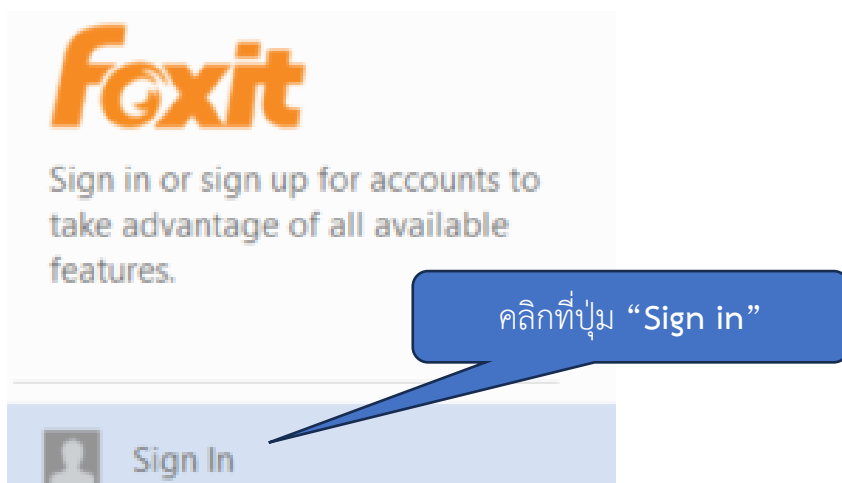 foxit
Sign in or sign up for accounts to
take advantage of all available
features.
คลิกที่ปุ่ม “Sign in”
Sign In